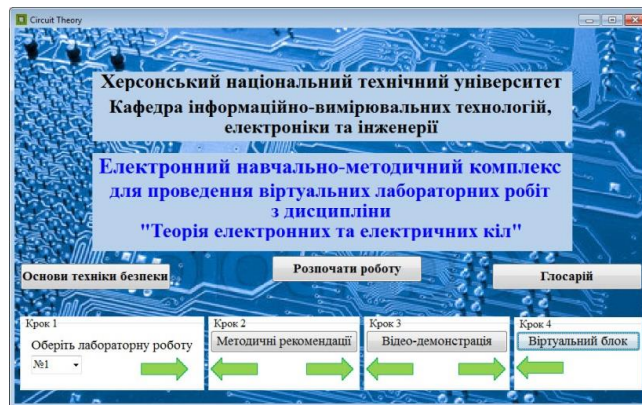 Circuit Theory
Херсонський національний технічний університет
Кафедра інформаційно-вимірювальних технологій,
електроніки та інженерії
Електронний навчально-методичний комплекс
для проведення віртуальних лабораторних робіт
з дисципліни
"Теорія електронних та електричних кіл"
Основи техніки безпеки
Розпочати роботу
Глосарій
Крок 1
Оберіть лабораторну роботу
№1
Крок 2
Методичні рекомендації
Крок 3
Відео-демонстрація
Крок 4
Віртуальний блок